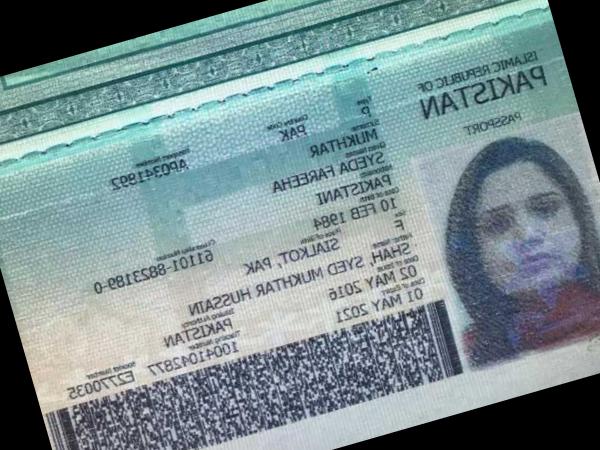 ISLAMIC REPUBLIC OF
PAKISTAN
PASSPORT
Type
P
Country Code
PAK
Passport Number
AP0341892
Surname
MUKHTAR
Given Names
SYEDA FAREEHA
Nationality
PAKISTANI
Date of Birth
10 FEB 1984
Citizenship Number
61101-8823189-0
Sex
F
Place of Birth
SIALKOT, PAK
Father Name
SHAH, SYED MUKHTAR HUSSAIN
Date of Issue
02 MAY 2016
Issuing Authority
PAKISTAN
Date of Expiry
01 MAY 2021
Tracking Number
10041042877
Booklet Number
E2770035